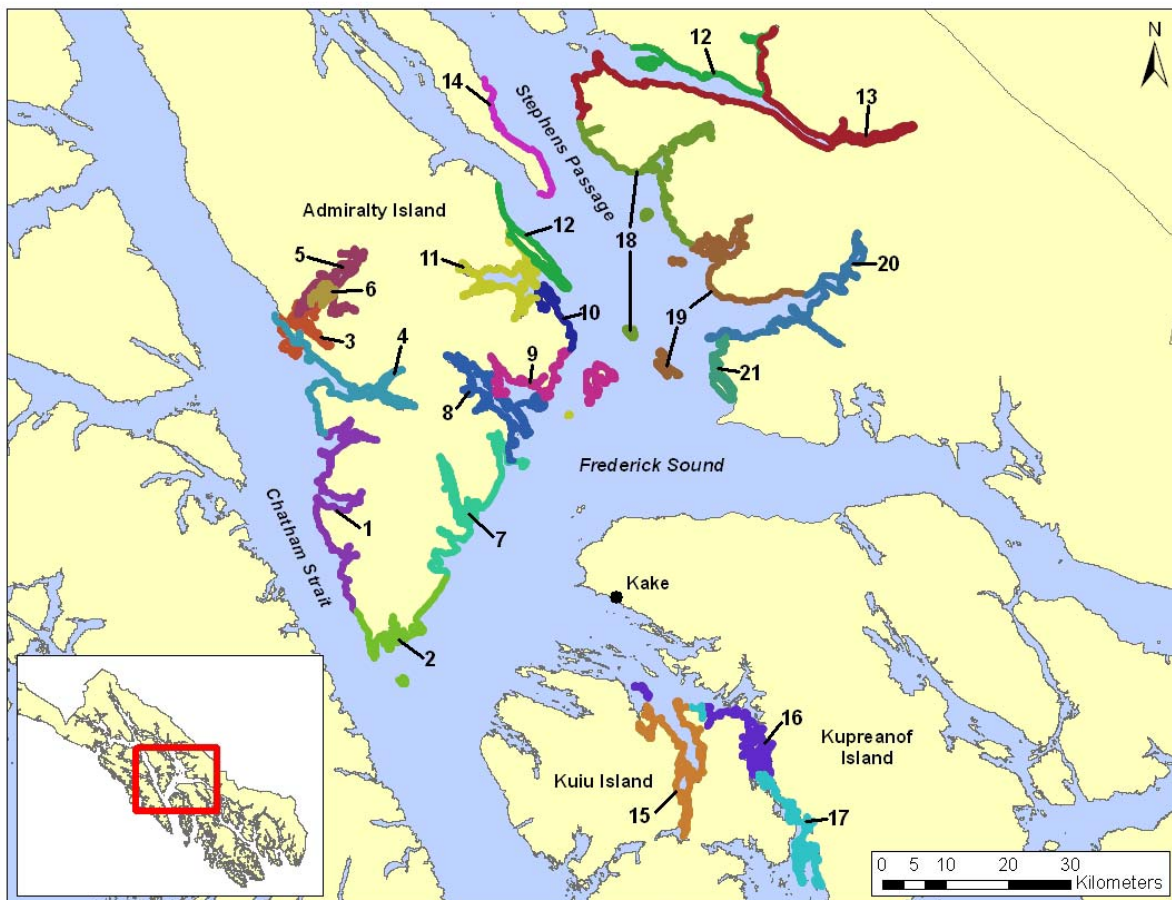 N
12
14
13
Stephens Passage
Admiralty Island
12
18
5
11
20
6
10
19
3
4
9
21
8
Frederick Sound
1
Chatham Strait
7
Kake
2
16
Kupreanof
Island
Kuiu Island
15
17
0 5 10 20 30
Kilometers